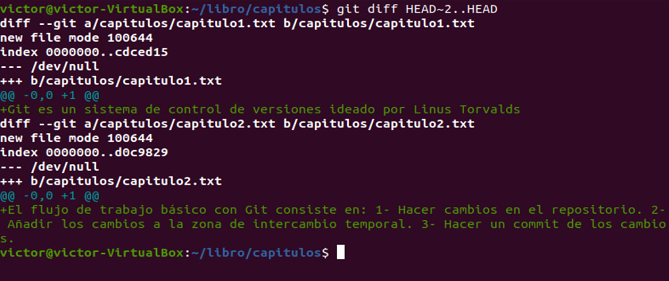 victor@victor-VirtualBox:~/libro/capitulos$ git diff HEAD~2..HEAD
diff --git a/capitulos/capitulo1.txt b/capitulos/capitulo1.txt
new file mode 100644
index 0000000..cdced15
--- /dev/null
+++ b/capitulos/capitulo1.txt
@@ -0,0 +1 @@
+Git es un sistema de control de versiones ideado por Linus Torvalds
diff --git a/capitulos/capitulo2.txt b/capitulos/capitulo2.txt
new file mode 100644
index 0000000..d0c9829
--- /dev/null
+++ b/capitulos/capitulo2.txt
@@ -0,0 +1 @@
+El flujo de trabajo básico con Git consiste en: 1- Hacer cambios en el repositorio. 2-
 Añadir los cambios a la zona de intercambio temporal. 3- Hacer un commit de los cambio
s.
victor@victor-VirtualBox:~/libro/capitulos$